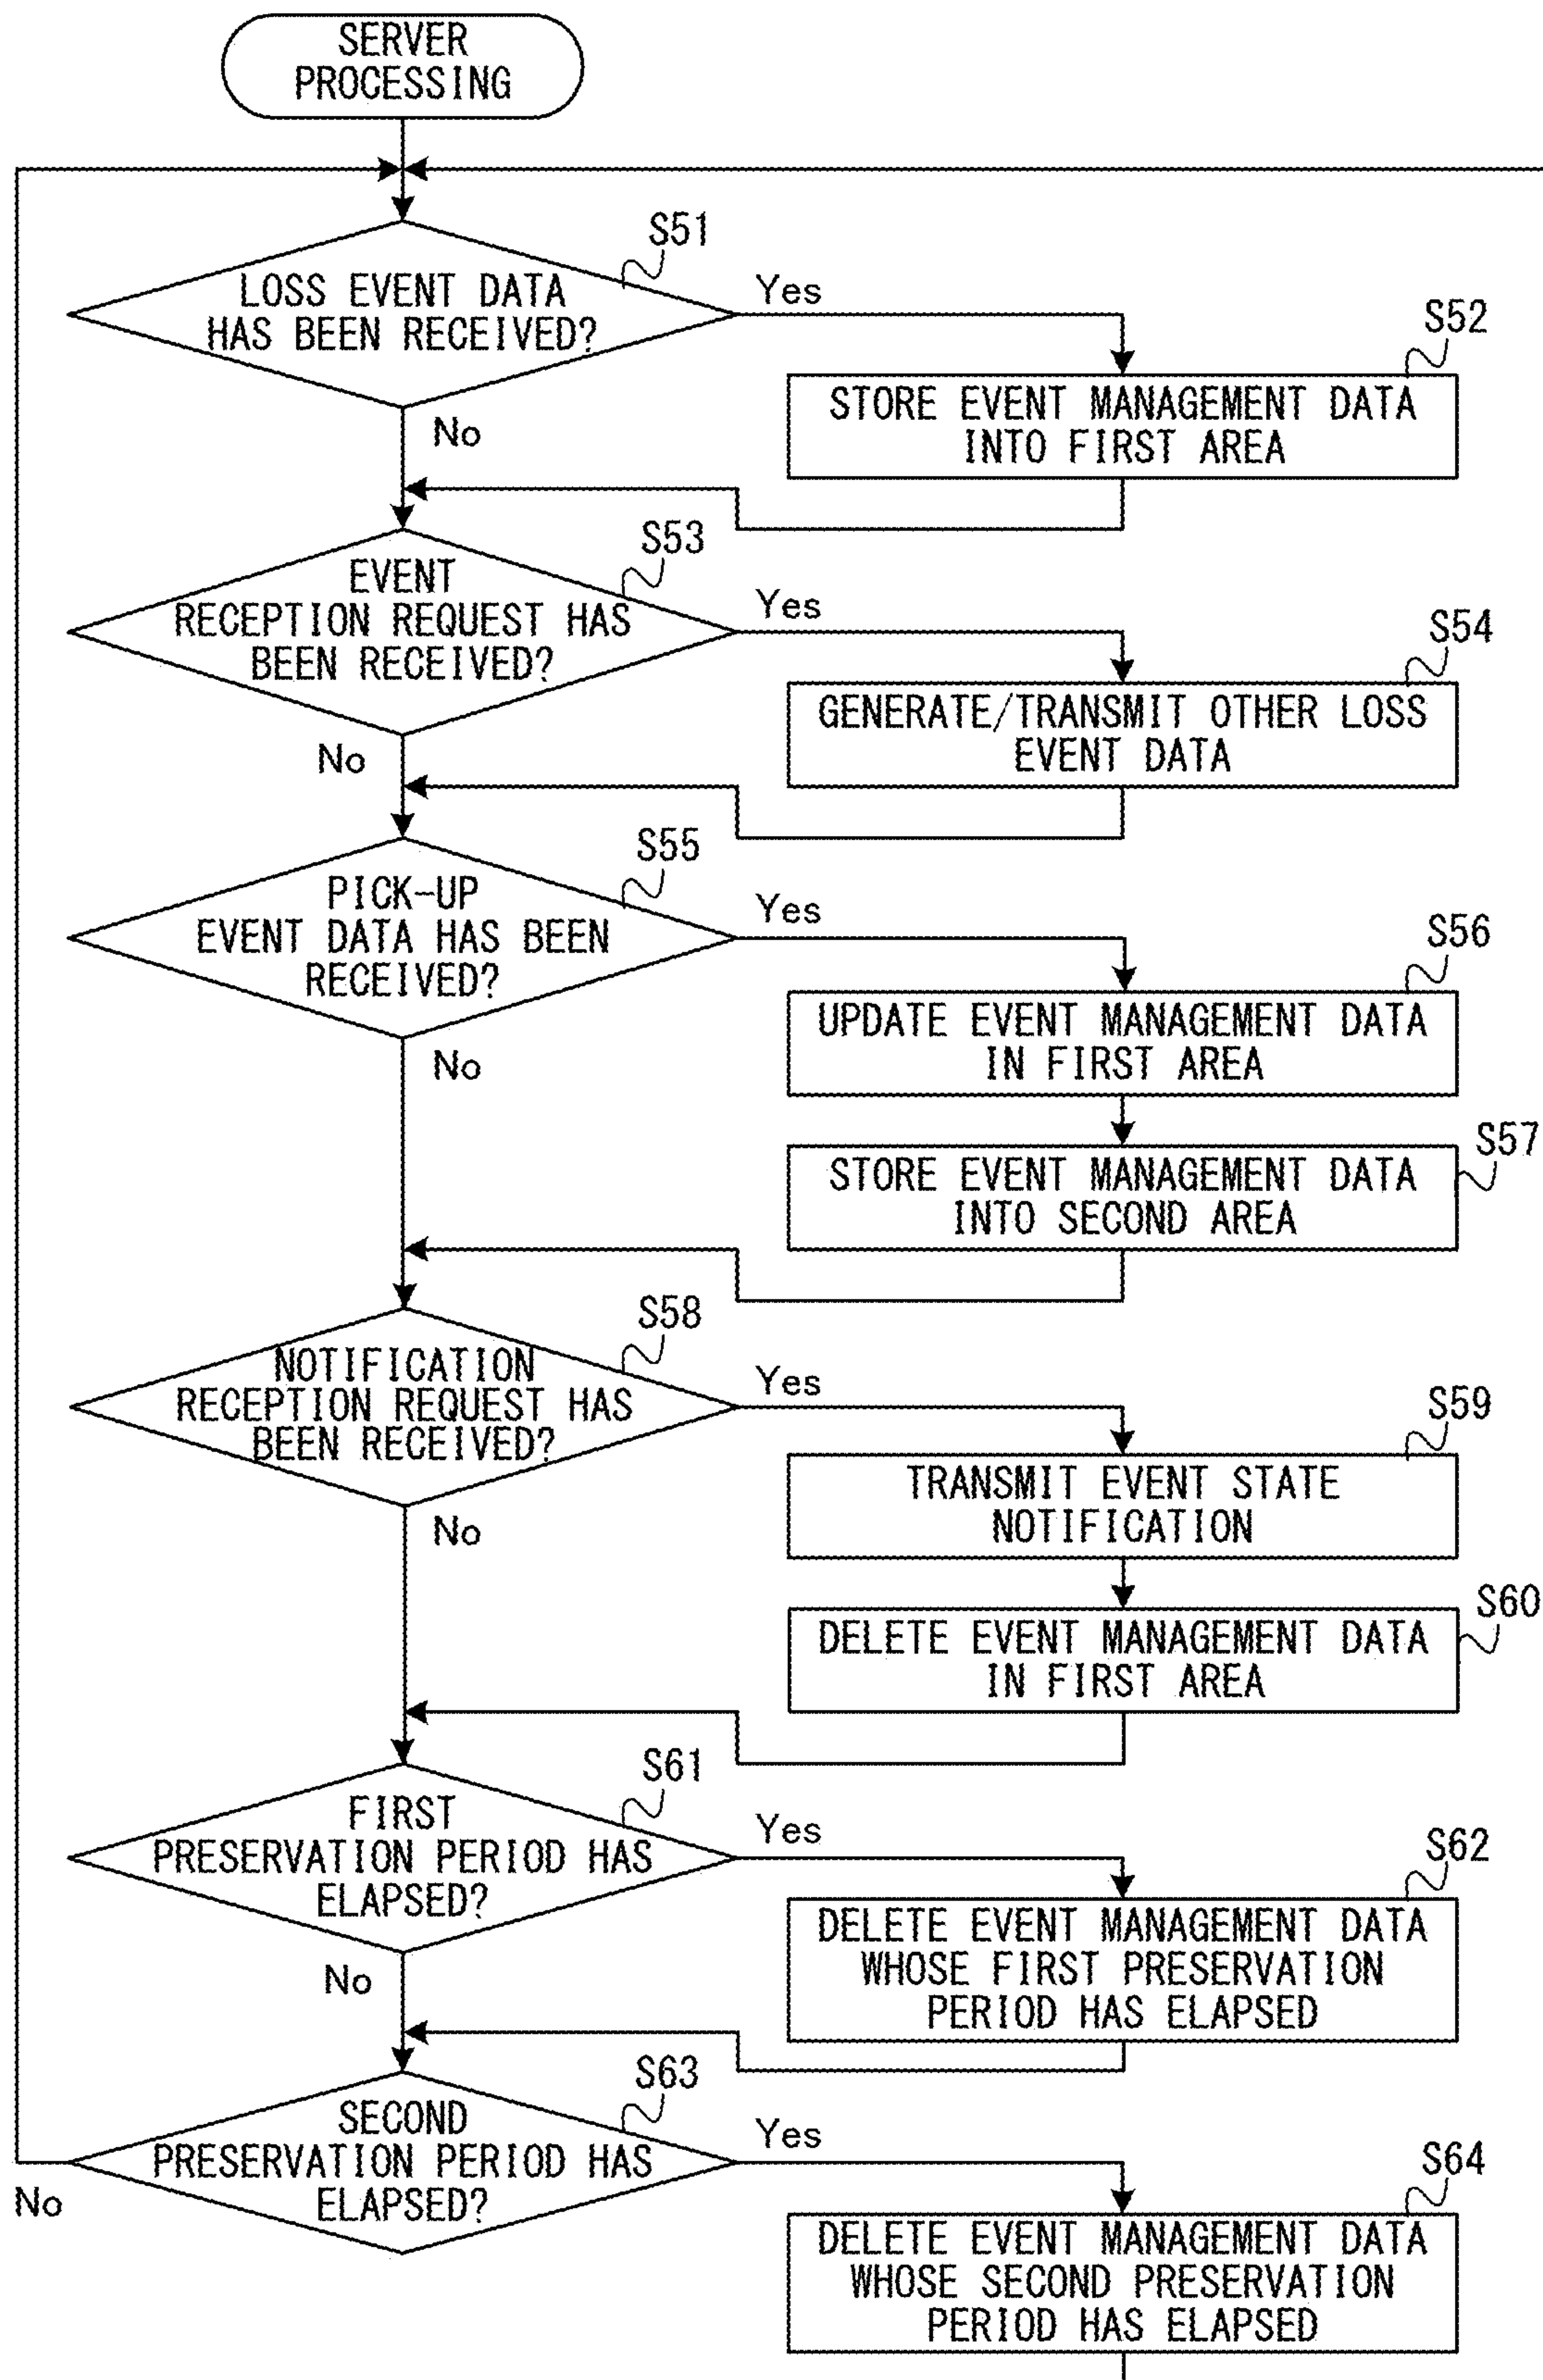 SERVER
PROCESSING
S51
LOSS EVENT DATA
HAS BEEN RECEIVED?
Yes
No
S52
STORE EVENT MANAGEMENT DATA
INTO FIRST AREA
S53
EVENT
RECEPTION REQUEST HAS
BEEN RECEIVED?
Yes
No
S54
GENERATE/TRANSMIT OTHER LOSS
EVENT DATA
S55
PICK-UP
EVENT DATA HAS BEEN
RECEIVED?
Yes
No
S56
UPDATE EVENT MANAGEMENT DATA
IN FIRST AREA
S57
STORE EVENT MANAGEMENT DATA
INTO SECOND AREA
S58
NOTIFICATION
RECEPTION REQUEST HAS
BEEN RECEIVED?
Yes
No
S59
TRANSMIT EVENT STATE
NOTIFICATION
S60
DELETE EVENT MANAGEMENT DATA
IN FIRST AREA
S61
FIRST
PRESERVATION PERIOD HAS
ELAPSED?
Yes
No
S62
DELETE EVENT MANAGEMENT DATA
WHOSE FIRST PRESERVATION
PERIOD HAS ELAPSED
S63
SECOND
PRESERVATION PERIOD HAS
ELAPSED?
Yes
No
S64
DELETE EVENT MANAGEMENT DATA
WHOSE SECOND PRESERVATION
PERIOD HAS ELAPSED